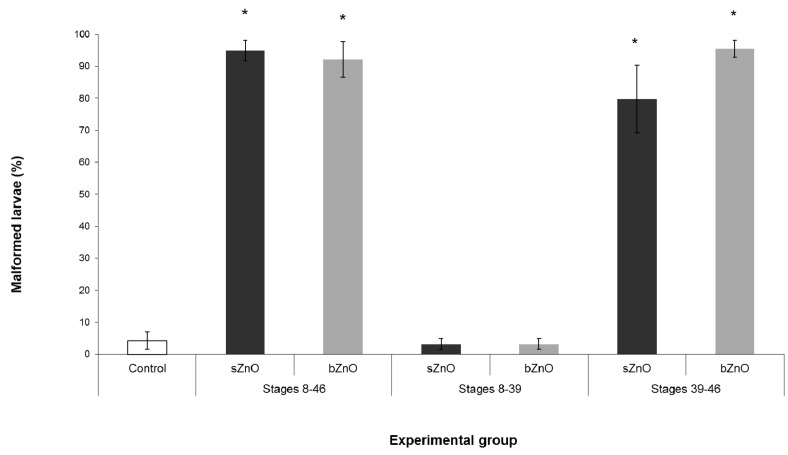 * * * *
100
90
80
70
60
50
40
30
20
10
0
Malformed larvae (%)
Control sZnO bZnO sZnO bZnO sZnO bZnO
Stages 8-46 Stages 8-39 Stages 39-46
Experimental group